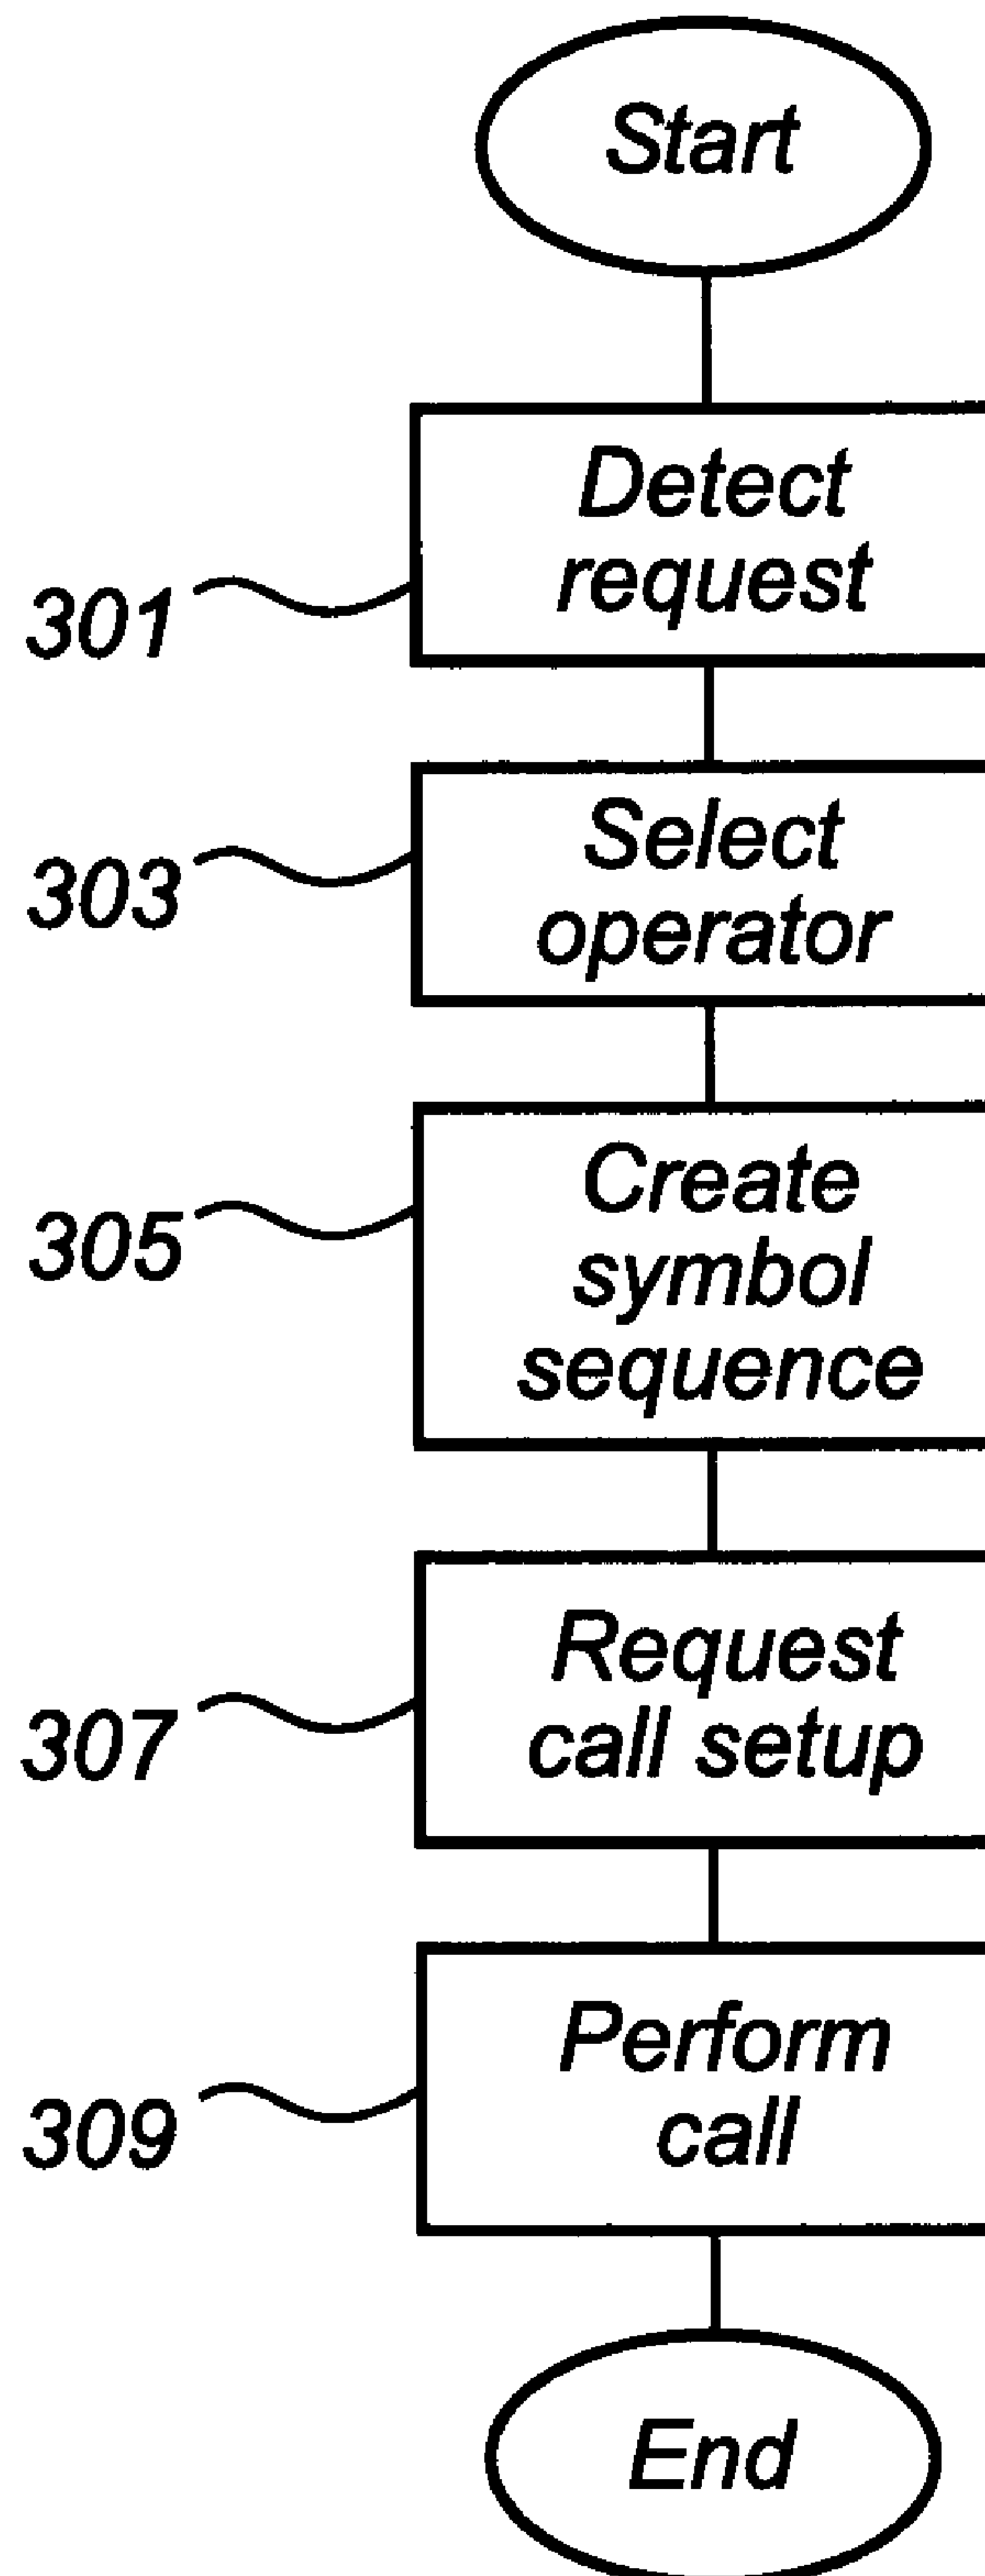 Start
Detect
request
301
Select
operator
303
Create
symbol
sequence
305
Request
call setup
307
Perform
call
309
End